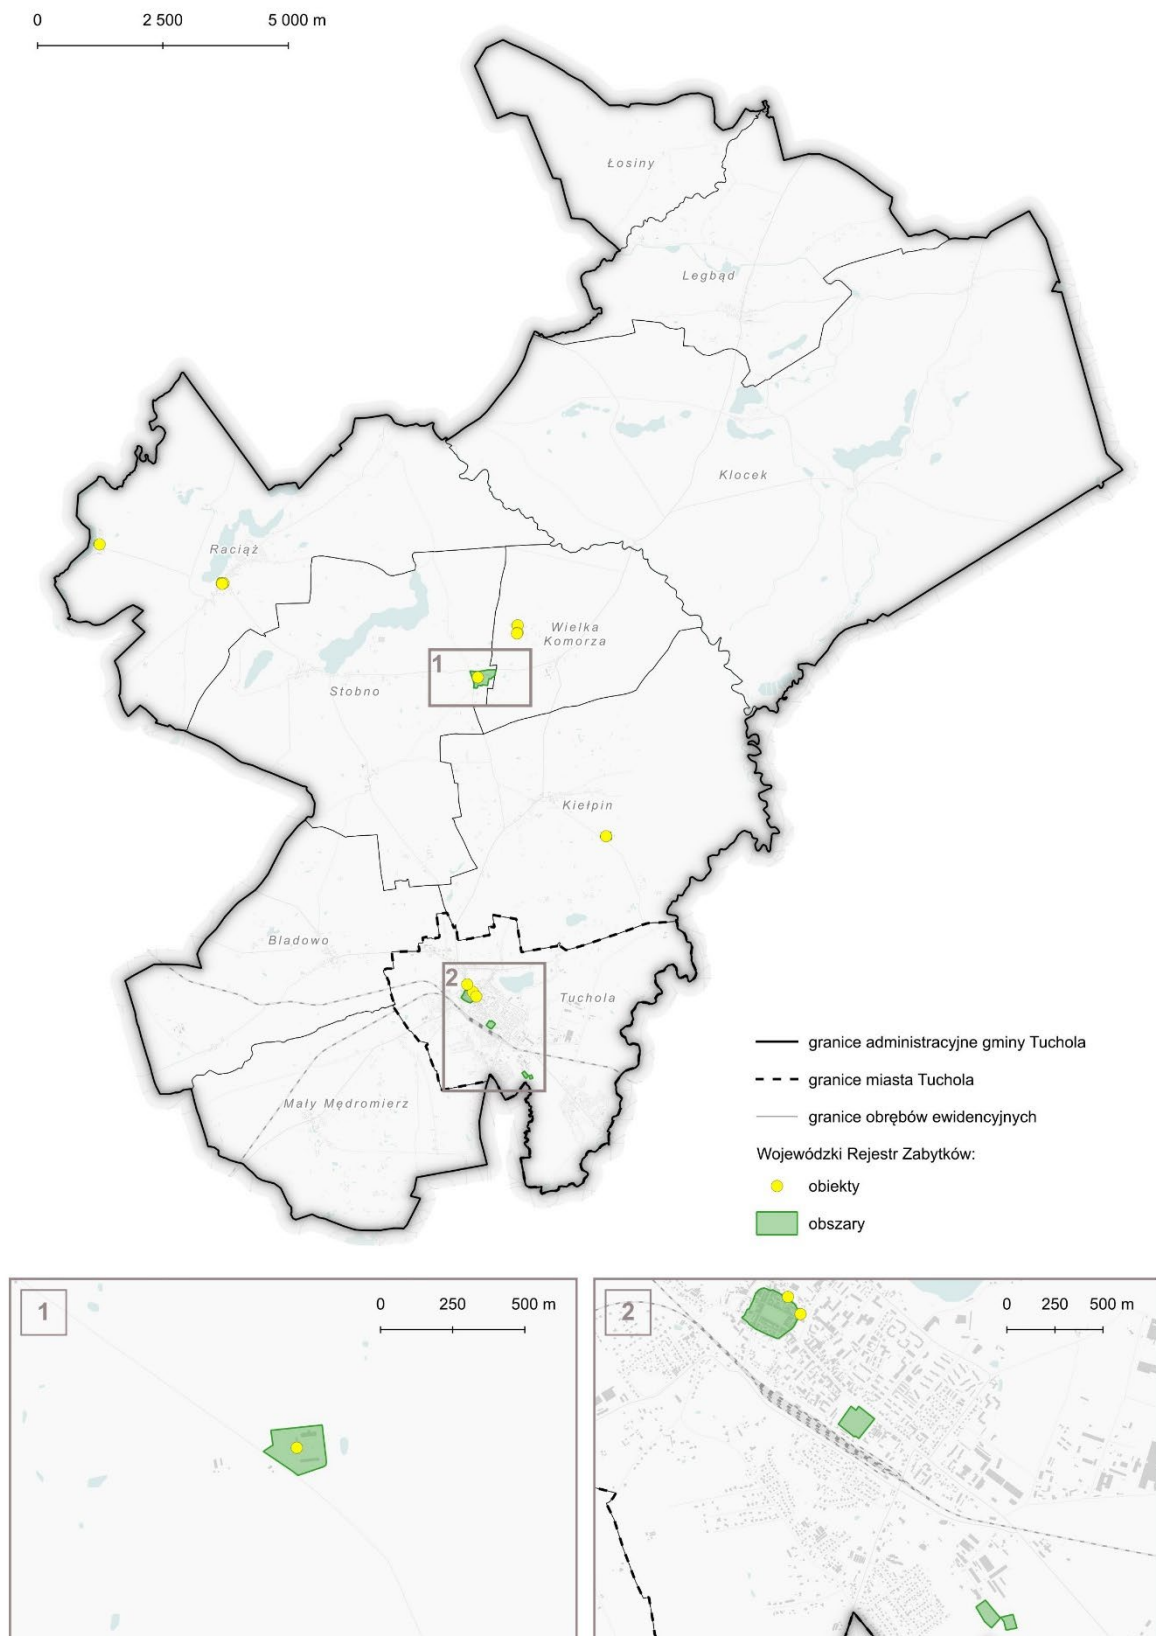 0 2 500 5 000 m
Łosiny
Legbąd
Klocek
Raciąż
Wielka
Komorza
1
Stobno
Kiełpin
Bladowo
2
Tuchola
Mały Mędromierz
granice administracyjne gminy Tuchola
granice miasta Tuchola
granice obrębów ewidencyjnych
Wojewódzki Rejestr Zabytków:
obiekty
obszary
1
0 250 500 m
2
0 250 500 m